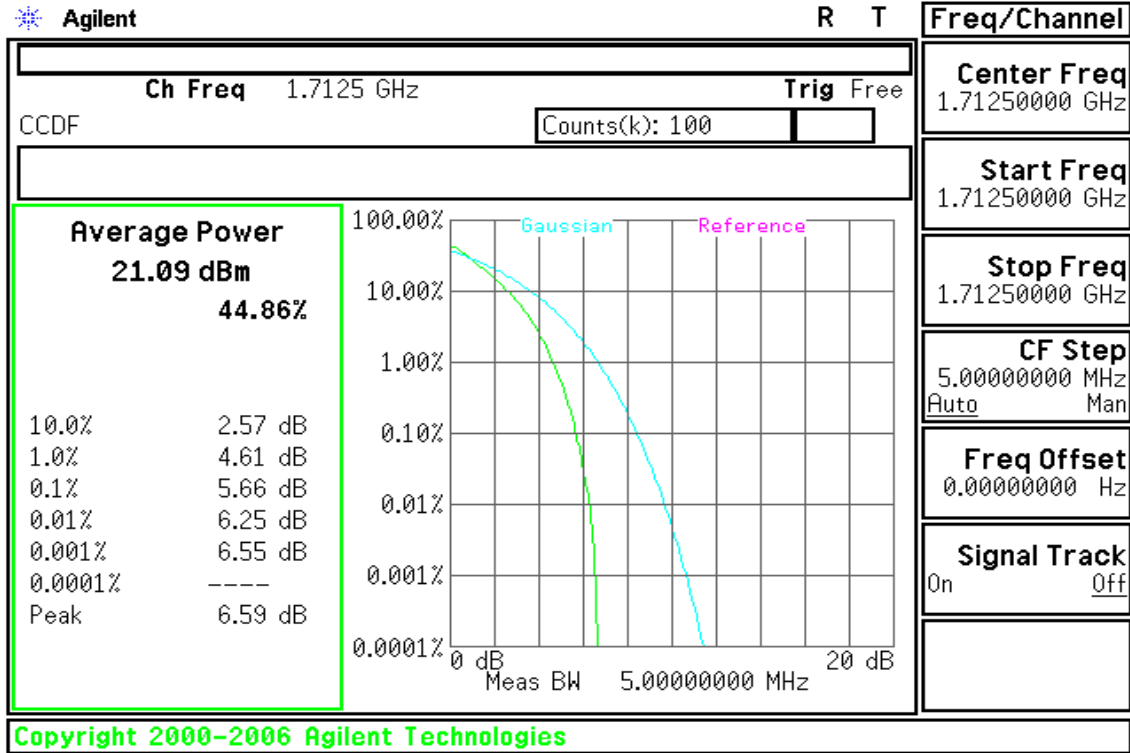 Agilent
R T
Ch Freq 1.7125 GHz
Trig Free
CCDF
Counts(k): 100
Average Power
21.09 dBm
44.86%
10.0% 2.57 dB
1.0% 4.61 dB
0.1% 5.66 dB
0.01% 6.25 dB
0.001% 6.55 dB
0.0001% ----
Peak 6.59 dB
Gaussian
Reference
100.00%
10.00%
1.00%
0.10%
0.01%
0.001%
0.0001%
0 dB
20 dB
Meas BW 5.00000000 MHz
Freq/Channel
Center Freq
1.71250000 GHz
Start Freq
1.71250000 GHz
Stop Freq
1.71250000 GHz
CF Step
5.00000000 MHz
Auto Man
Freq Offset
0.00000000 Hz
Signal Track
On Off
Copyright 2000-2006 Agilent Technologies